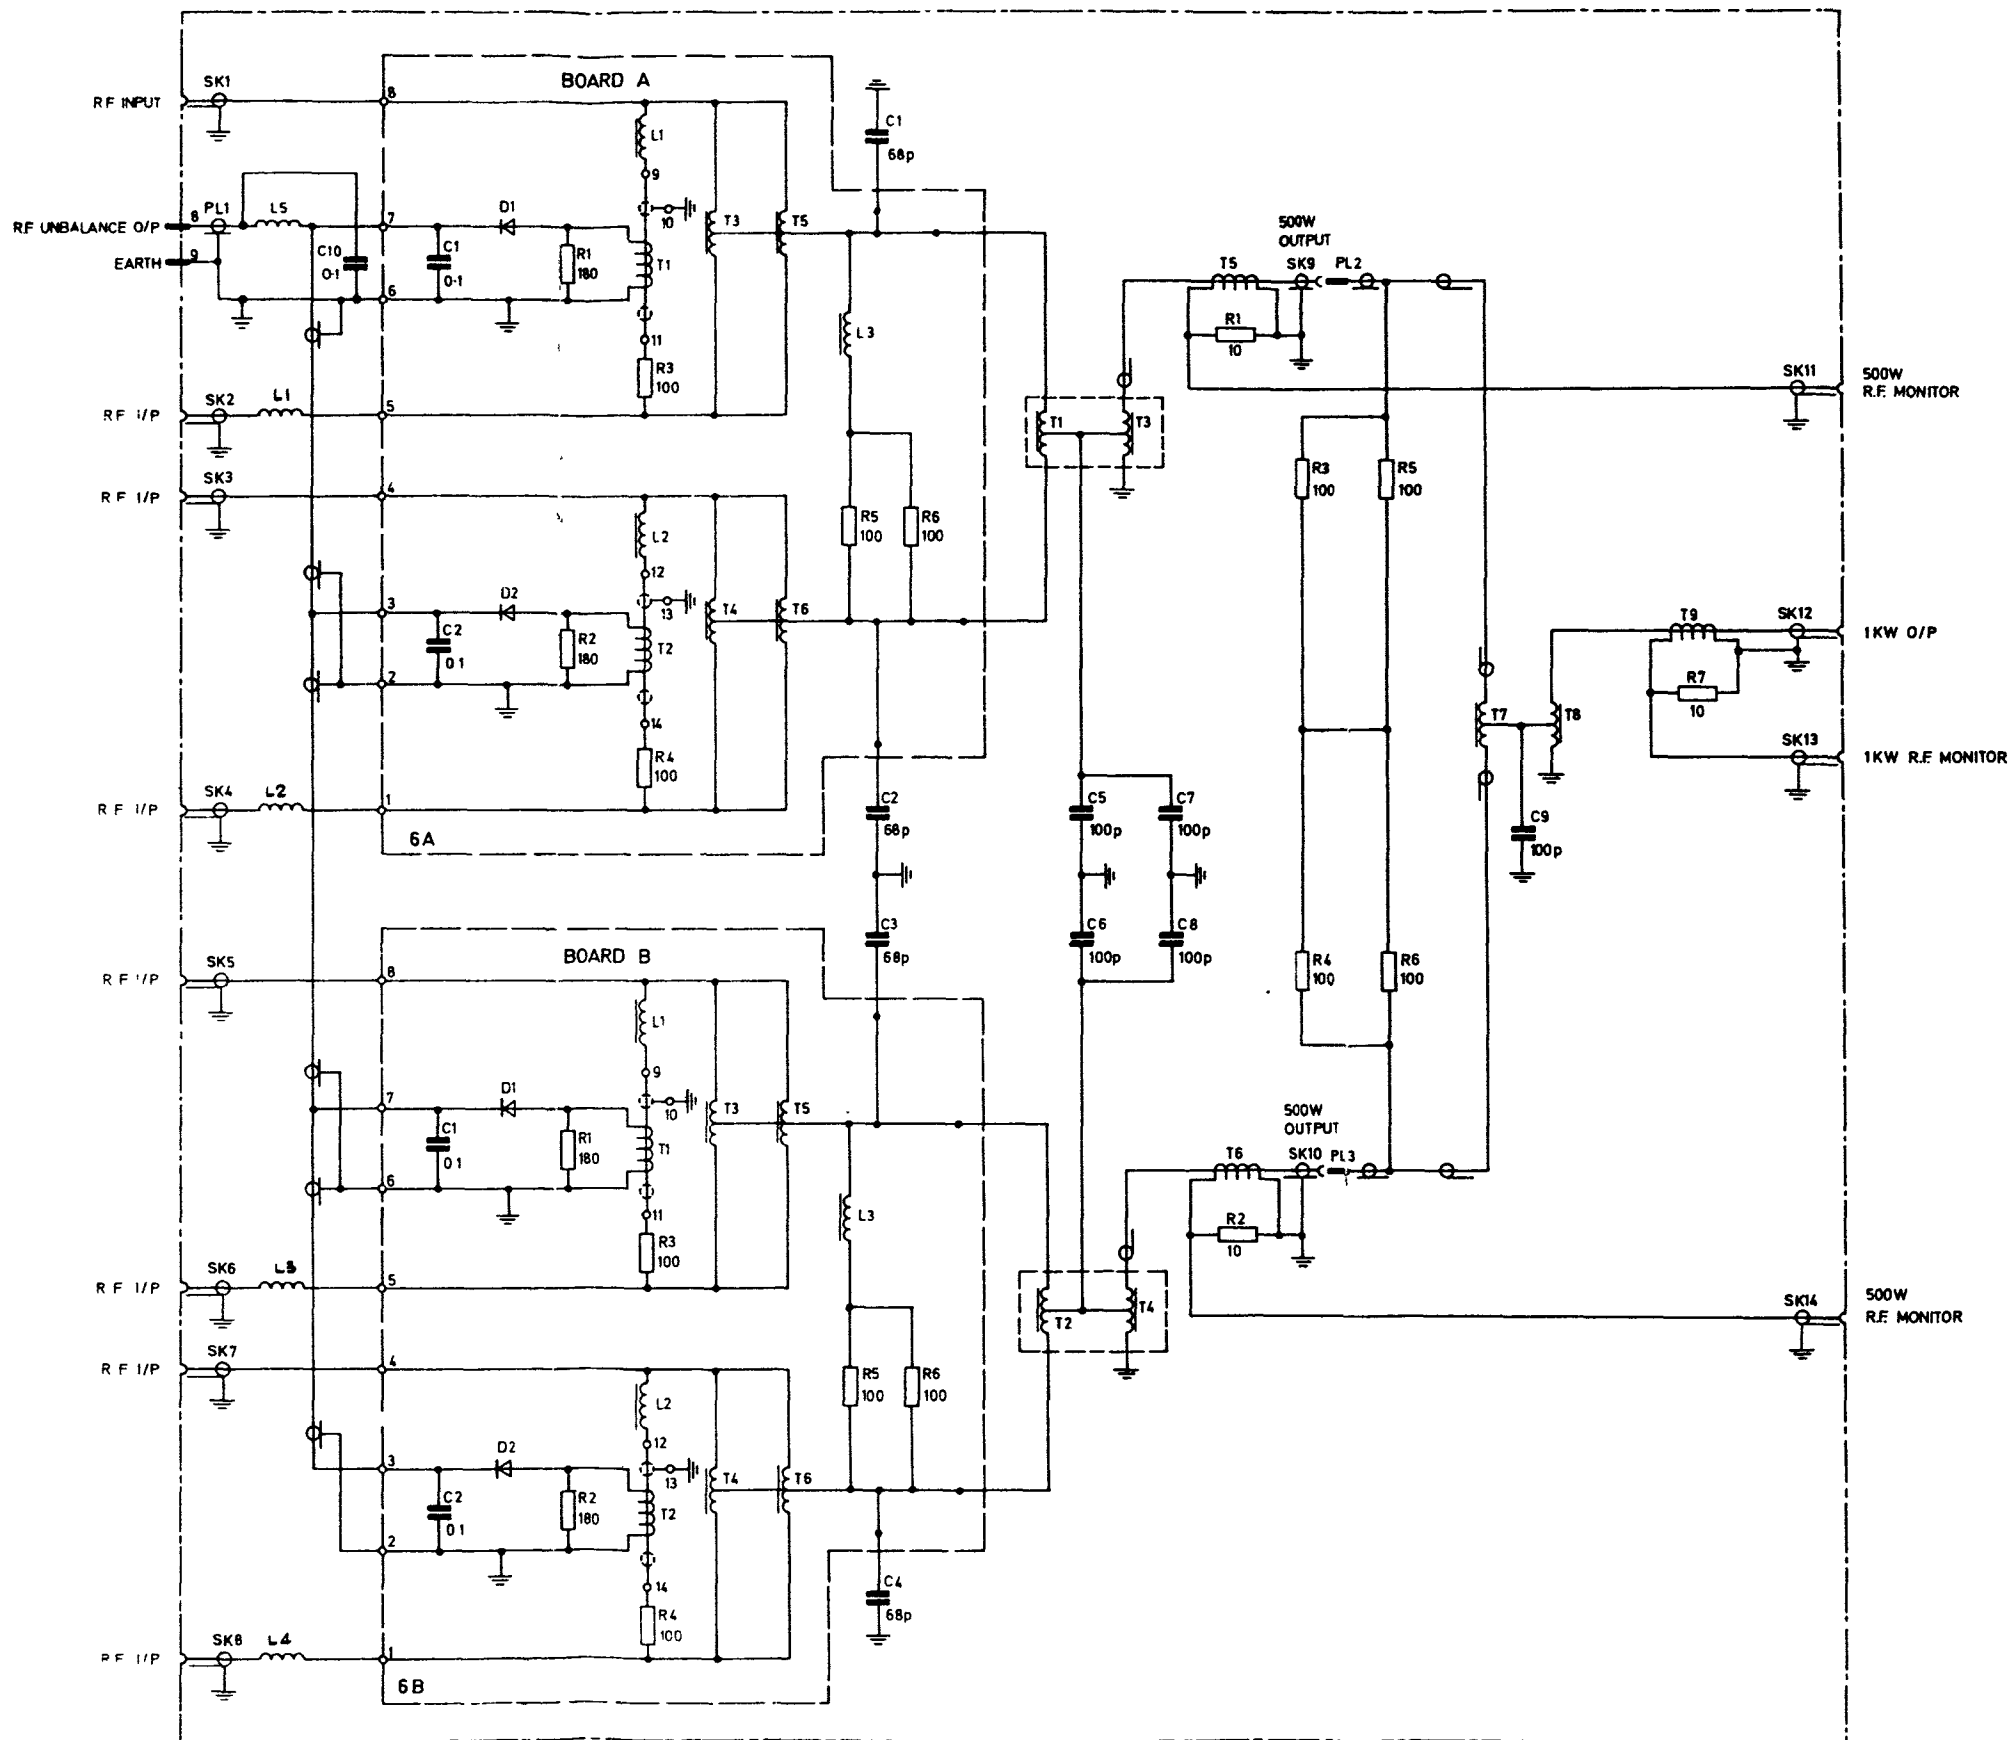 BOARD A
SK1
R F INPUT
8
L1
C1
68p
9
PL1
L5
8
7
D1
10
T3
T5
RF UNBALANCE O/P
C10
0·1
C1
0·1
R1
180
T1
9
EARTH
6
11
R3
100
L3
SK2
L1
5
R F I/P
SK3
4
R F I/P
L2
12
R5
100
R6
100
D2
3
13
T4
T6
C2
0 1
R2
180
T2
2
14
R4
100
SK4
L2
1
R F I/P
6A
C2
68p
C3
68p
T1
T3
C5
100p
C7
100p
C6
100p
C8
100p
500W
OUTPUT
T5
SK9
PL2
R1
10
SK11
500W
R.F. MONITOR
R3
100
R5
100
T9
SK12
1KW O/P
R7
10
T7
T8
SK13
1KW R.F. MONITOR
C9
100p
R4
100
R6
100
BOARD B
SK5
R F I/P
8
L1
9
D1
7
10
T3
T5
C1
0 1
R1
180
T1
6
11
R3
100
L3
SK6
5
R F I/P
SK7
4
R F I/P
L2
12
R5
100
R6
100
D2
3
13
T4
T6
C2
0 1
R2
180
T2
2
14
R4
100
C4
68p
SK8
L4
1
R F I/P
6B
500W
OUTPUT
T6
SK10
PL3
R2
10
T2
T4
SK14
500W
R.F. MONITOR